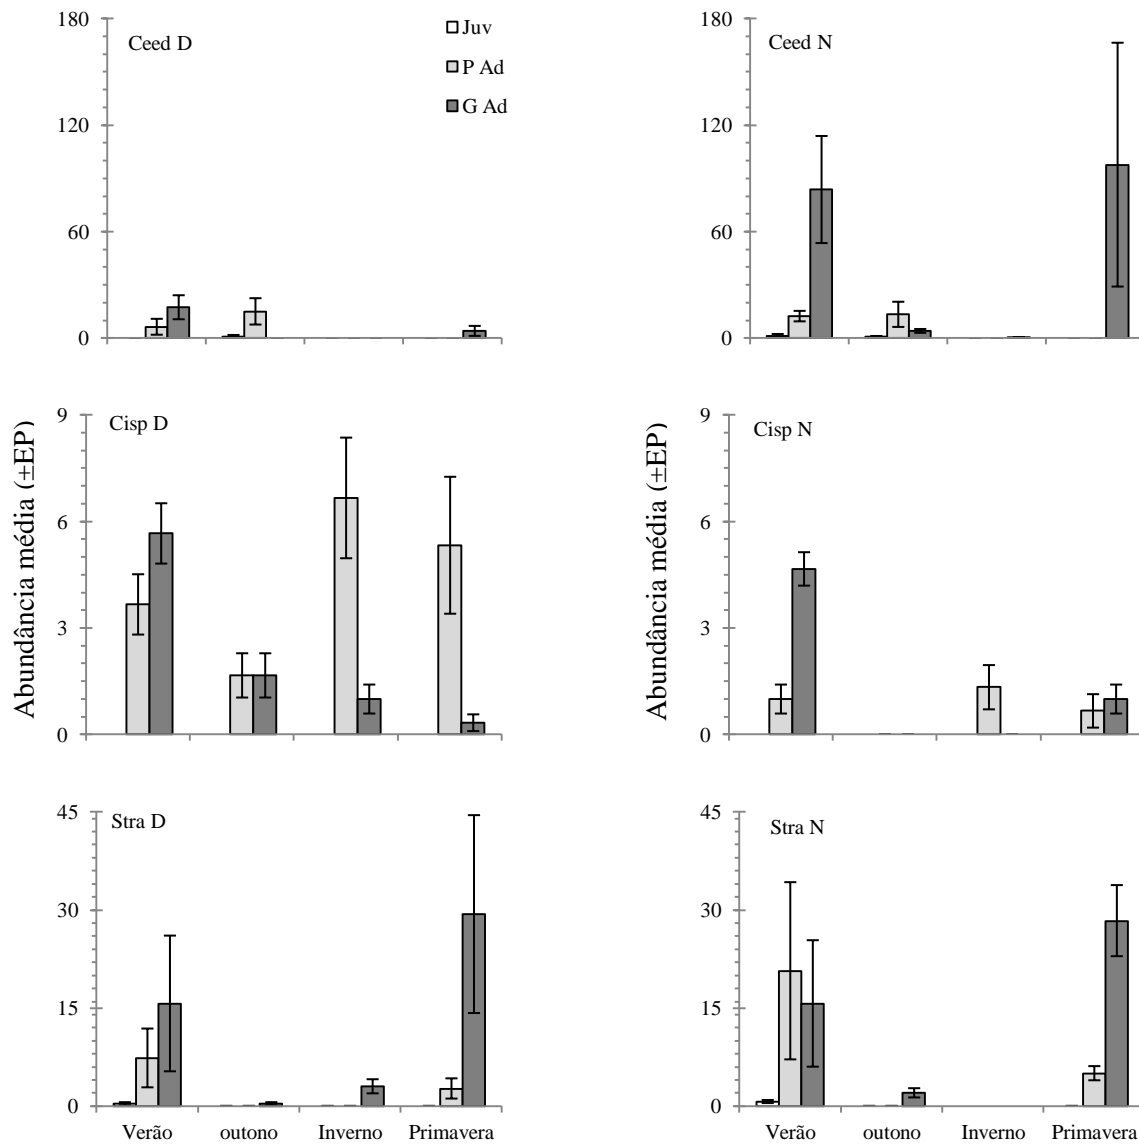 180
120
60
0
Ceed D
Juv
P Ad
G Ad
180
120
60
0
Ceed N
Abundância média (±EP)
9
6
3
0
Cisp D
Abundância média (±EP)
9
6
3
0
Cisp N
45
30
15
0
Stra D
Verão outono Inverno Primavera
45
30
15
0
Stra N
Verão outono Inverno Primavera